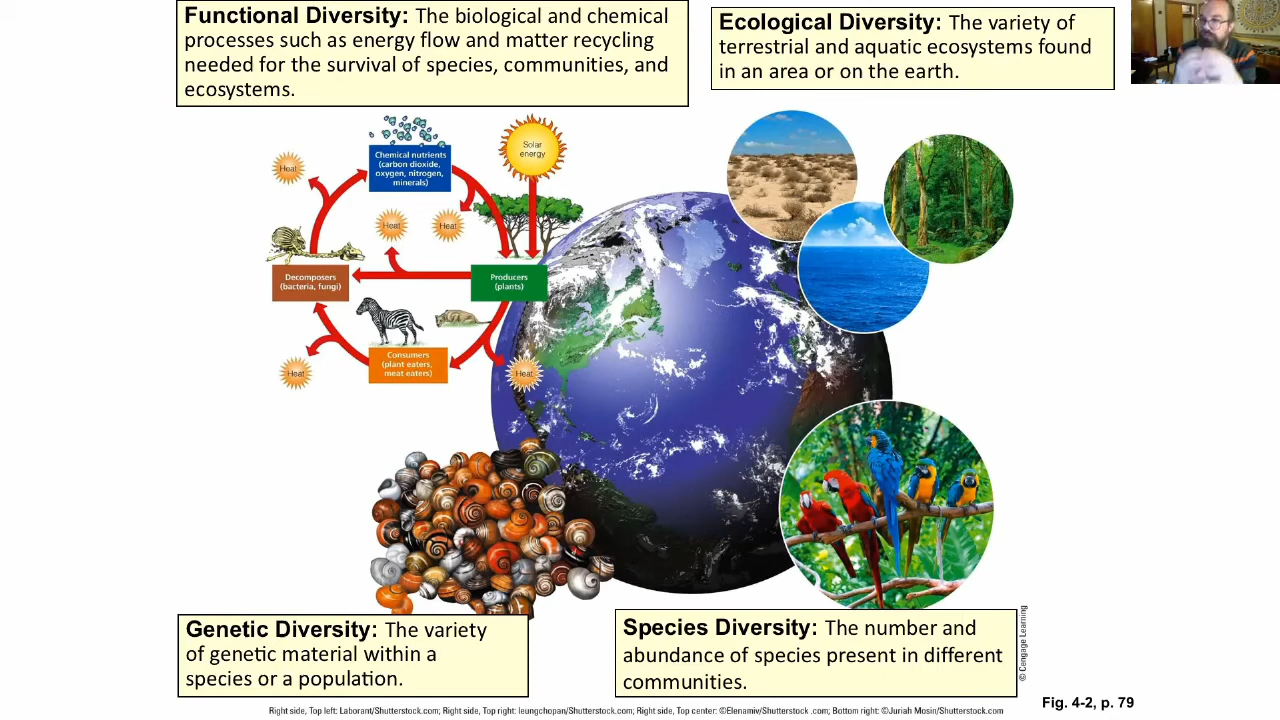 Functional Diversity: The biological and chemical
processes such as energy flow and matter recycling
needed for the survival of species, communities, and
ecosystems.
Ecological Diversity: The variety of
terrestrial and aquatic ecosystems found
in an area or on the earth.
Chemical nutrients
(carbon dioxide,
oxygen, nitrogen,
minerals)
Solar
energy
Heat
Heat
Heat
Decomposers
(bacteria, fungi)
Producers
(plants)
Consumers
(plant eaters,
meat eaters)
Heat
Heat
Genetic Diversity: The variety
of genetic material within a
species or a population.
Species Diversity: The number and
abundance of species present in different
communities.
© Cengage Learning
Fig. 4-2, p. 79
Right side, Top left: Laborant/Shutterstock.com; Right side, Top right: leungchopan/Shutterstock.com; Right side, Top center: ©Elenamiv/Shutterstock .com; Bottom right: ©Juriah Mosin/Shutterstock.com